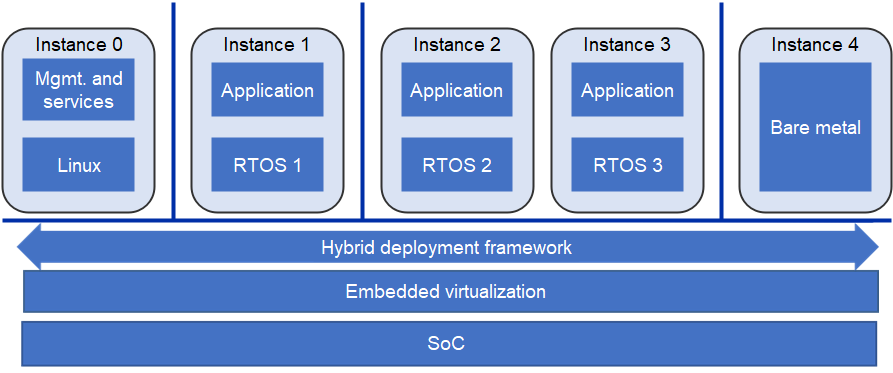 Instance 0
Instance 1
Instance 2
Instance 3
Instance 4
Mgmt. and
services
Application
Application
Application
Bare metal
Linux
RTOS 1
RTOS 2
RTOS 3
Hybrid deployment framework
Embedded virtualization
SoC